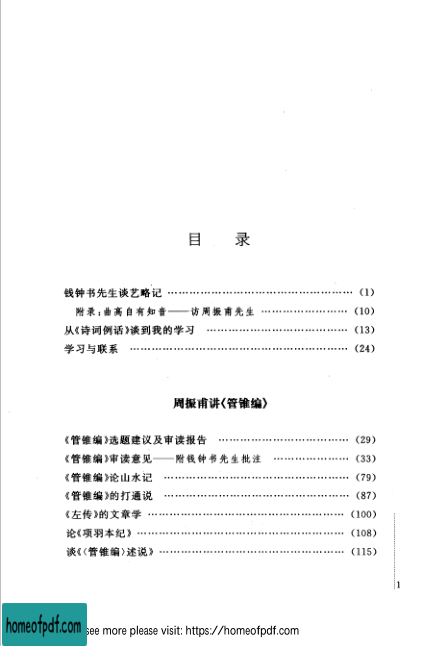 目 录
钱钟书先生谈艺略记 ………………………………………… (1)
附录:曲高自有知音——访周振甫先生 …………………… (10)
从《诗词例话》谈到我的学习 ………………………………… (13)
学习与联系 …………………………………………………… (24)
周振甫讲《管锥编》
《管锥编》选题建议及审读报告 ……………………………… (29)
《管锥编》审读意见——附钱钟书先生批注 ………………… (33)
《管锥编》论山水记 …………………………………………… (79)
《管锥编》的打通说 …………………………………………… (87)
《左传》的文章学 ……………………………………………… (100)
论《项羽本纪》 ………………………………………………… (108)
谈《〈管锥编〉述说》 …………………………………………… (115)
1
homeofpdf.com
see more please visit: https://homeofpdf.com